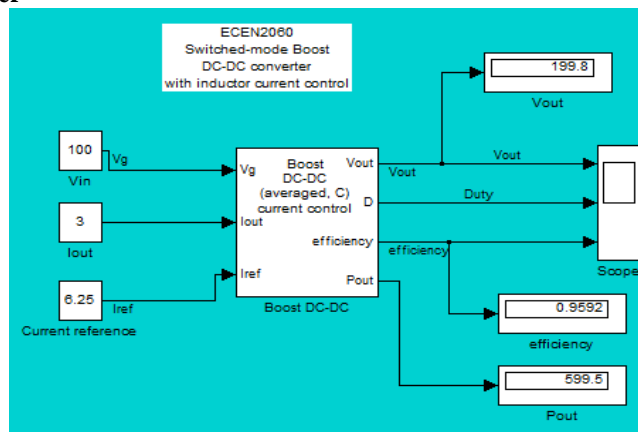 ECEN2060
Switched-mode Boost
DC-DC converter
with inductor current control
199.8
Vout
100
Vg
Vin
3
Iout
6.25
Iref
Current reference
Vg
Iout
Iref
Boost
DC-DC
(averaged, C)
current control
Vout
D
efficiency
Pout
Boost DC-DC
Vout
Vout
Duty
efficiency
Scope
0.9592
efficiency
599.5
Pout